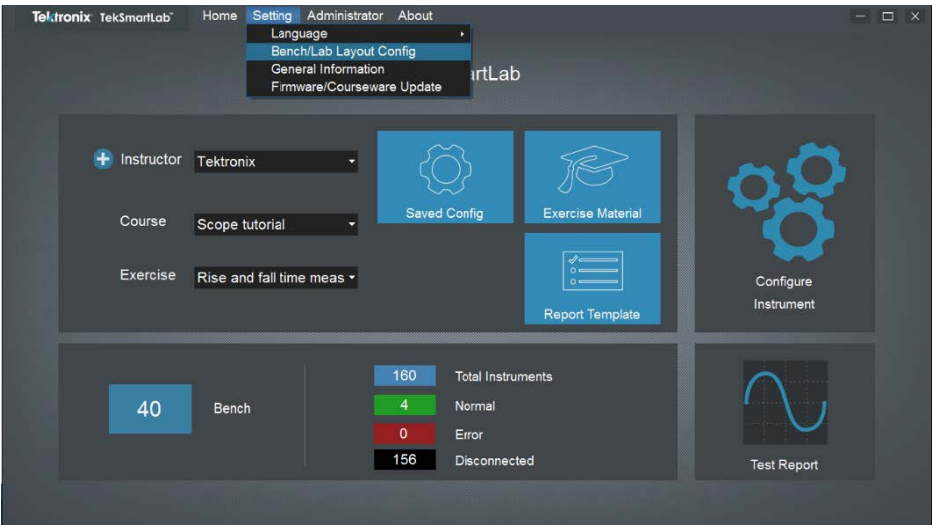 Tektronix TekSmartLab™ Home Setting Administrator About
Language
Bench/Lab Layout Config
General Information
Firmware/Courseware Update
rtLab
Instructor Tektronix
Course Scope tutorial
Exercise Rise and fall time meas
Saved Config
Exercise Material
Report Template
Configure
Instrument
40 Bench
160 Total Instruments
4 Normal
0 Error
156 Disconnected
Test Report